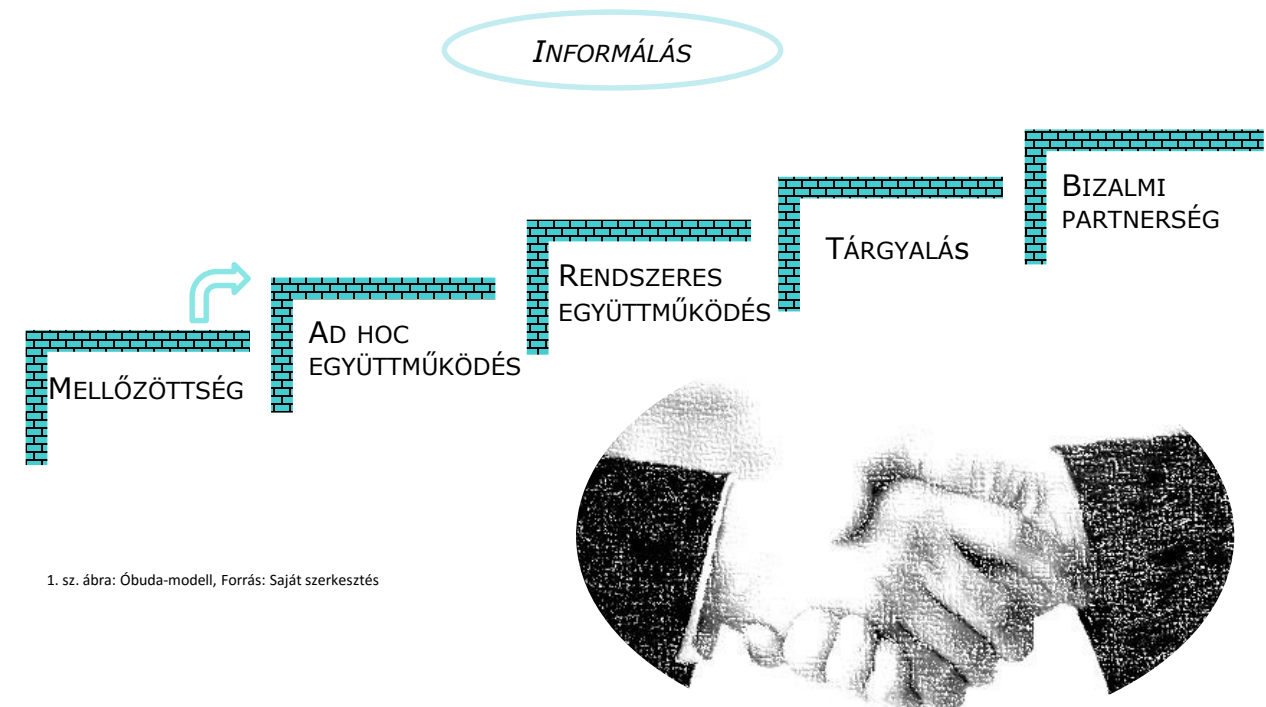 INFORMÁLÁS
BIZALMI
PARTNERSÉG
TÁRGYALÁS
RENDSZERES
EGYÜTTMŰKÖDÉS
AD HOC
EGYÜTTMŰKÖDÉS
MELLŐZÖTTSÉG
1. sz. ábra: Óbuda-modell, Forrás: Saját szerkesztés